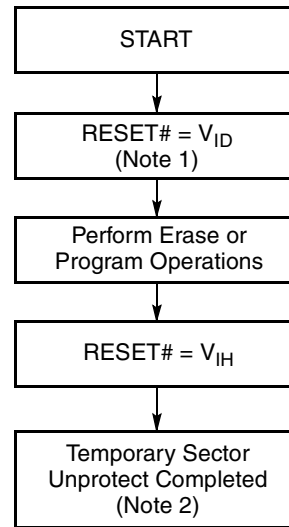 START
RESET# = VID
(Note 1)
Perform Erase or
Program Operations
RESET# = VIH
Temporary Sector
Unprotect Completed
(Note 2)